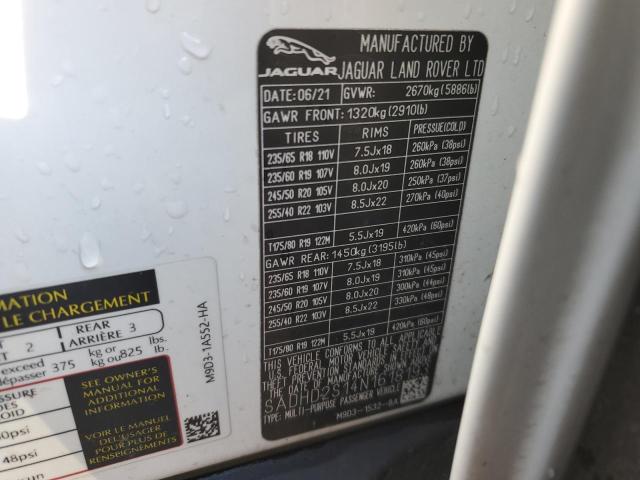 JAGUAR
MANUFACTURED BY
JAGUAR LAND ROVER LTD
DATE: 06/21 GVWR: 2670kg (5886lb)
GAWR FRONT: 1320kg (2910lb)
TIRES RIMS PRESSUE(COLD)
235/65 R18 110V 7.5Jx18 260kPa (38psi)
235/60 R19 107V 8.0Jx19 260kPa (38psi)
245/50 R20 105V 8.0Jx20 250kPa (37psi)
255/40 R22 103V 8.5Jx22 270kPa (40psi)
T175/80 R19 122M 5.5Jx19 420kPa (60psi)
GAWR REAR: 1450kg (3195lb)
235/65 R18 110V 7.5Jx18 310kPa (45psi)
235/60 R19 107V 8.0Jx19 310kPa (45psi)
245/50 R20 105V 8.0Jx20 300kPa (44psi)
255/40 R22 103V 8.5Jx22 330kPa (48psi)
T175/80 R19 122M 5.5Jx19 420kPa (60psi)
THIS VEHICLE CONFORMS TO ALL
TYPE: MULTI-PURPOSE PASSENGER VEHICLE
M9D3-1532-BA
LE CHARGEMENT
2 REAR ARRIÈRE 3
exceed
dépasser 375 kg or kg ou 825 lbs. lb.
SEE OWNER'S
MANUAL FOR
ADDITIONAL
INFORMATION
VOIR LE MANUEL
DE L'USAGER
POUR PLUS DE
RENSEIGNEMENTS
48psi
M9D3-1A552-HA